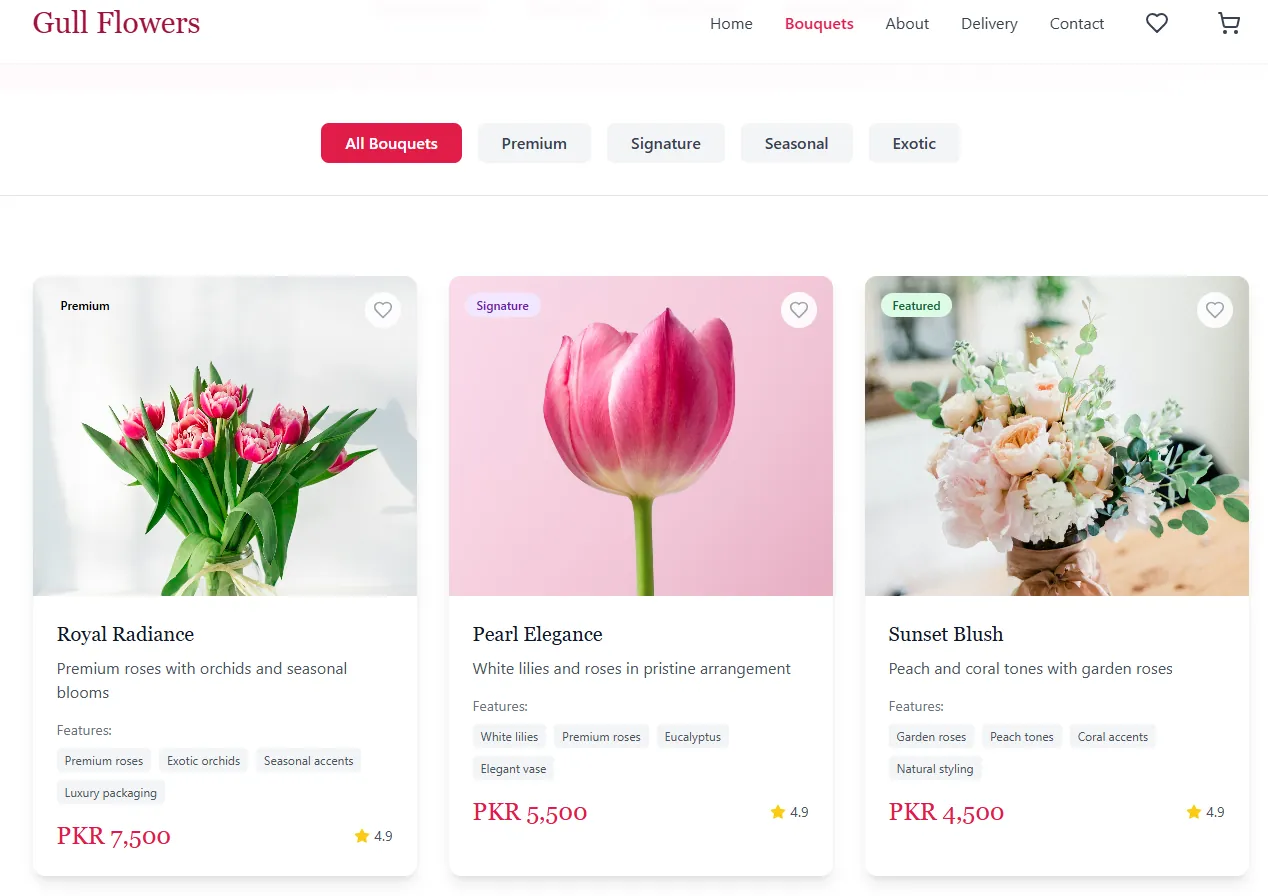 Gull Flowers
Home Bouquets About Delivery Contact
All Bouquets Premium Signature Seasonal Exotic
Premium
Signature
Featured
Royal Radiance
Premium roses with orchids and seasonal
blooms
Features:
Premium roses Exotic orchids Seasonal accents
Luxury packaging
PKR 7,500 4.9
Pearl Elegance
White lilies and roses in pristine arrangement
Features:
White lilies Premium roses Eucalyptus
Elegant vase
PKR 5,500 4.9
Sunset Blush
Peach and coral tones with garden roses
Features:
Garden roses Peach tones Coral accents
Natural styling
PKR 4,500 4.9